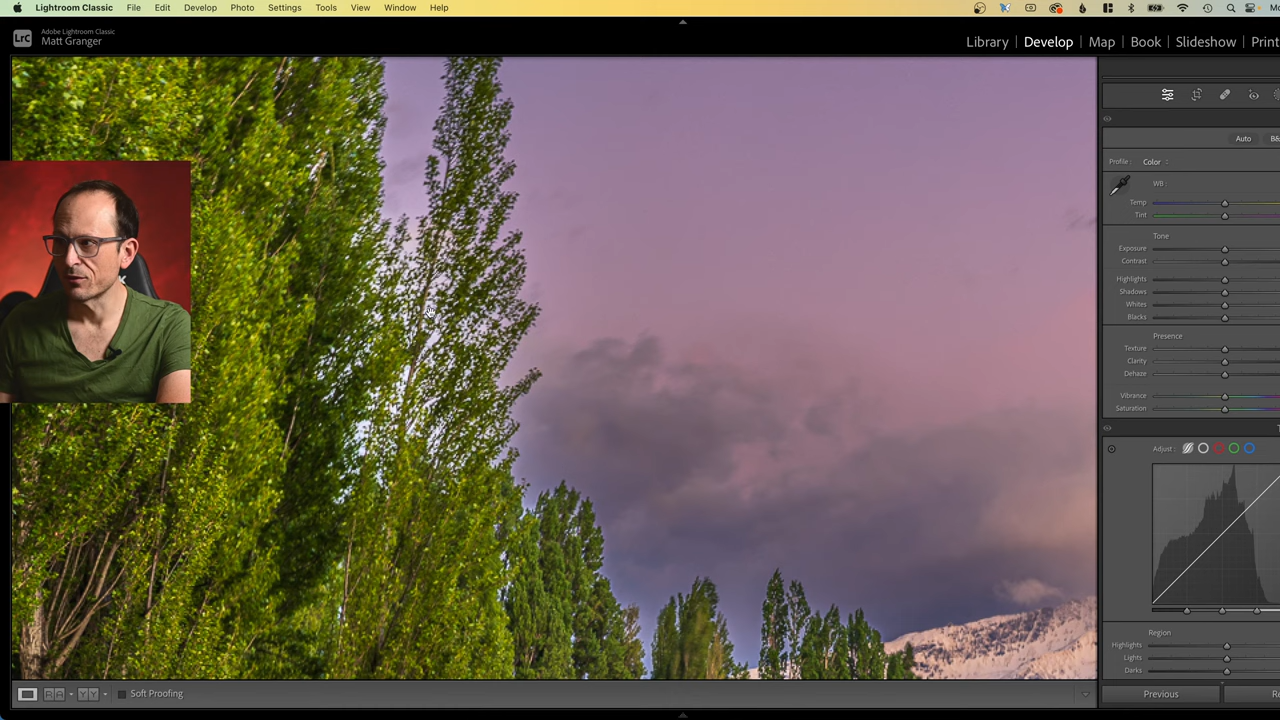 Lightroom Classic File Edit Develop Photo Settings Tools View Window Help
Adobe Lightroom Classic
LrC Matt Granger
Library | Develop | Map | Book | Slideshow | Print
Auto
Profile : Color
WB :
Temp
Tint
Tone
Exposure
Contrast
Highlights
Shadows
Whites
Blacks
Presence
Texture
Clarity
Dehaze
Vibrance
Saturation
Adjust :
Region
Highlights
Lights
Darks
Soft Proofing
Previous